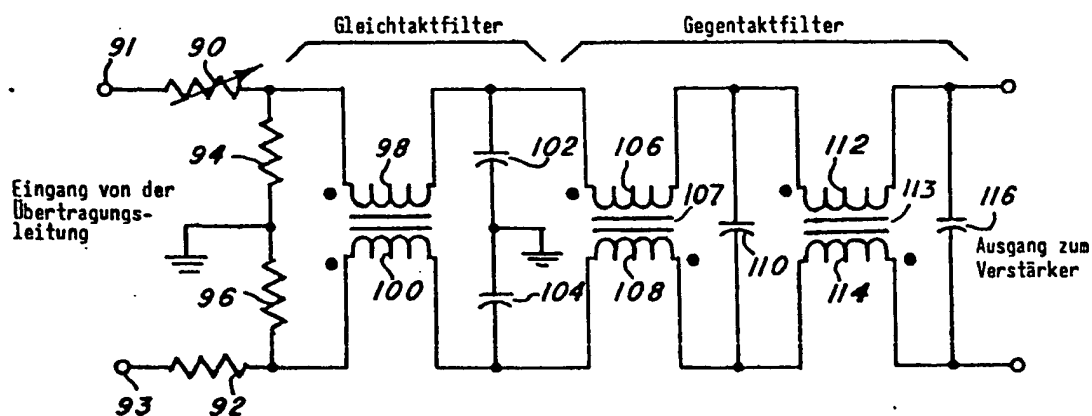 Gleichtaktfilter
Gegentaktfilter
91
90
94
98
102
106
107
112
113
116
Eingang von der
Übertragungs-
leitung
Ausgang zum
Verstärker
96
100
104
108
110
114
93
92